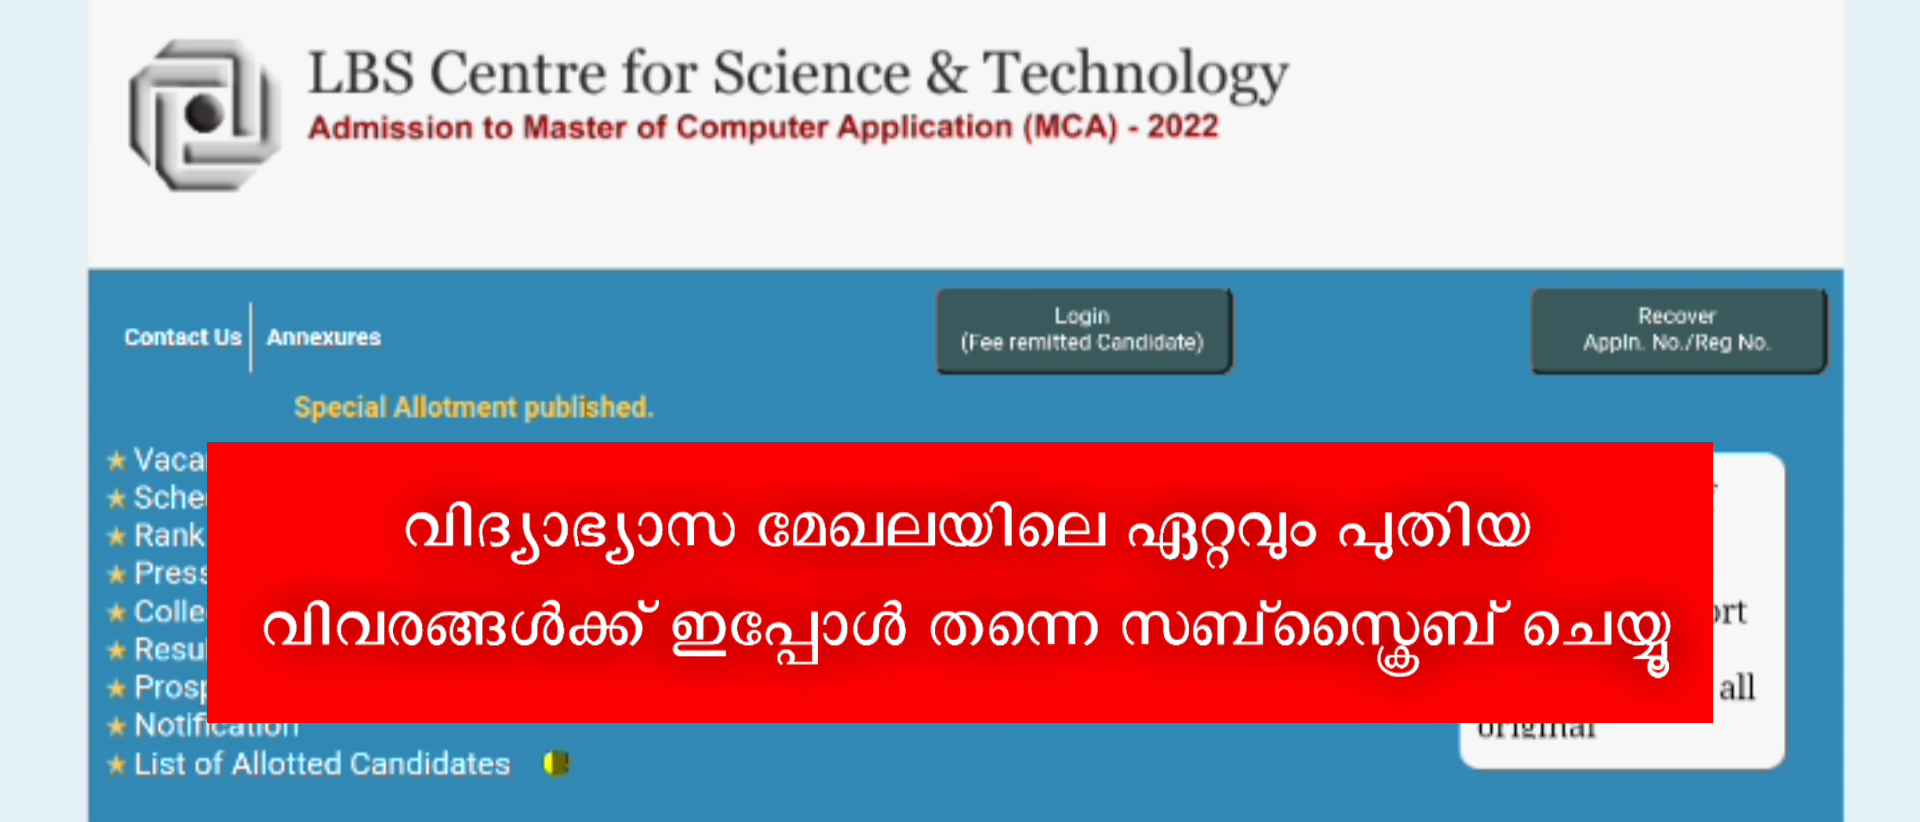 LBS Centre for Science & Technology
Admission to Master of Computer Application (MCA) - 2022
Contact Us
Annexures
Login
(Fee remitted Candidate)
Recover
Appln. No./Reg No.
Special Allotment published.
വിദ്യാഭ്യാസ മേഖലയിലെ ഏറ്റവും പുതിയ
വിവരങ്ങൾക്ക് ഇപ്പോൾ തന്നെ സബ്സ്ക്രൈബ് ചെയ്യൂ
Notification
List of Allotted Candidates
all
original